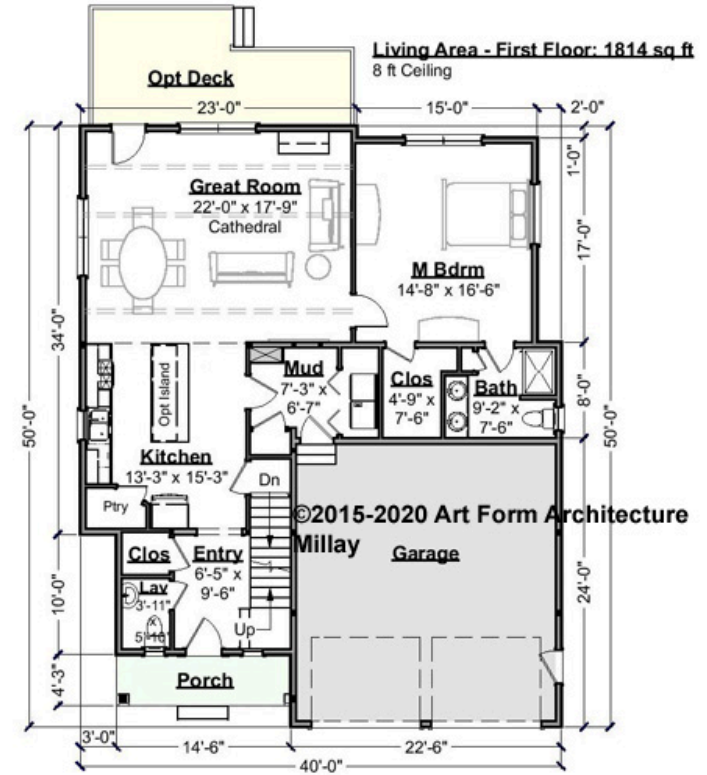 Living Area - First Floor: 1814 sq ft
8 ft Ceiling
Opt Deck
23'-0"
15'-0"
2'-0"
1'-0"
Great Room
22'-0" x 17'-9"
Cathedral
17'-0"
M Bdrm
14'-8" x 16'-6"
34'-0"
50'-0"
Opt Island
Mud
7'-3" x
6'-7"
Clos
4'-9" x
7'-6"
Bath
9'-2" x
7'-6"
8'-0"
50'-0"
Kitchen
13'-3" x 15'-3"
Ptry
Dn
©2015-2020 Art Form Architecture
Millay
Garage
Clos
Entry
6'-5" x
9'-6"
Lav
3'-11"
x
5'-10"
Up
10'-0"
24'-0"
Porch
4'-3"
3'-0"
14'-6"
22'-6"
40'-0"